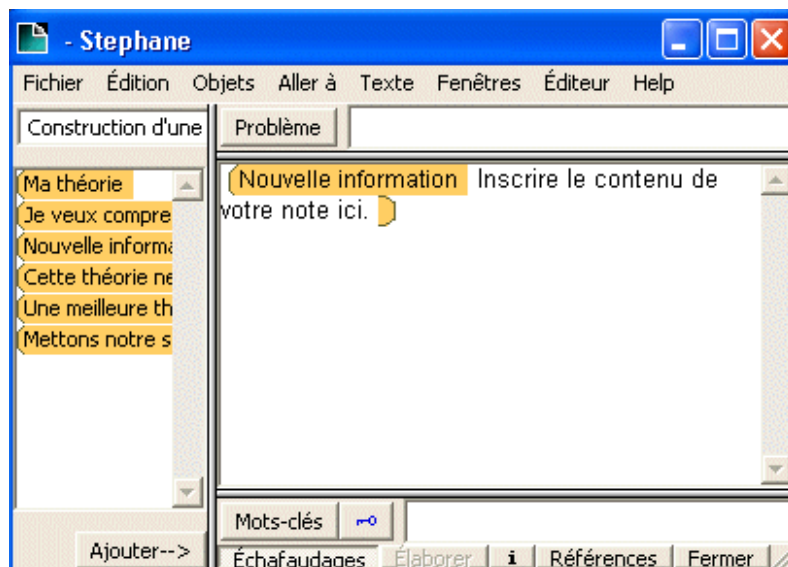 - Stephane
Fichier Édition Objets Aller à Texte Fenêtres Éditeur Help
Construction d'une
Problème
Ma théorie
Je veux compre
Nouvelle informa
Cette théorie ne
Une meilleure th
Mettons notre s
Nouvelle information Inscrire le contenu de
votre note ici.
Mots-clés
Ajouter-->
Échafaudages Élaborer i Références Fermer